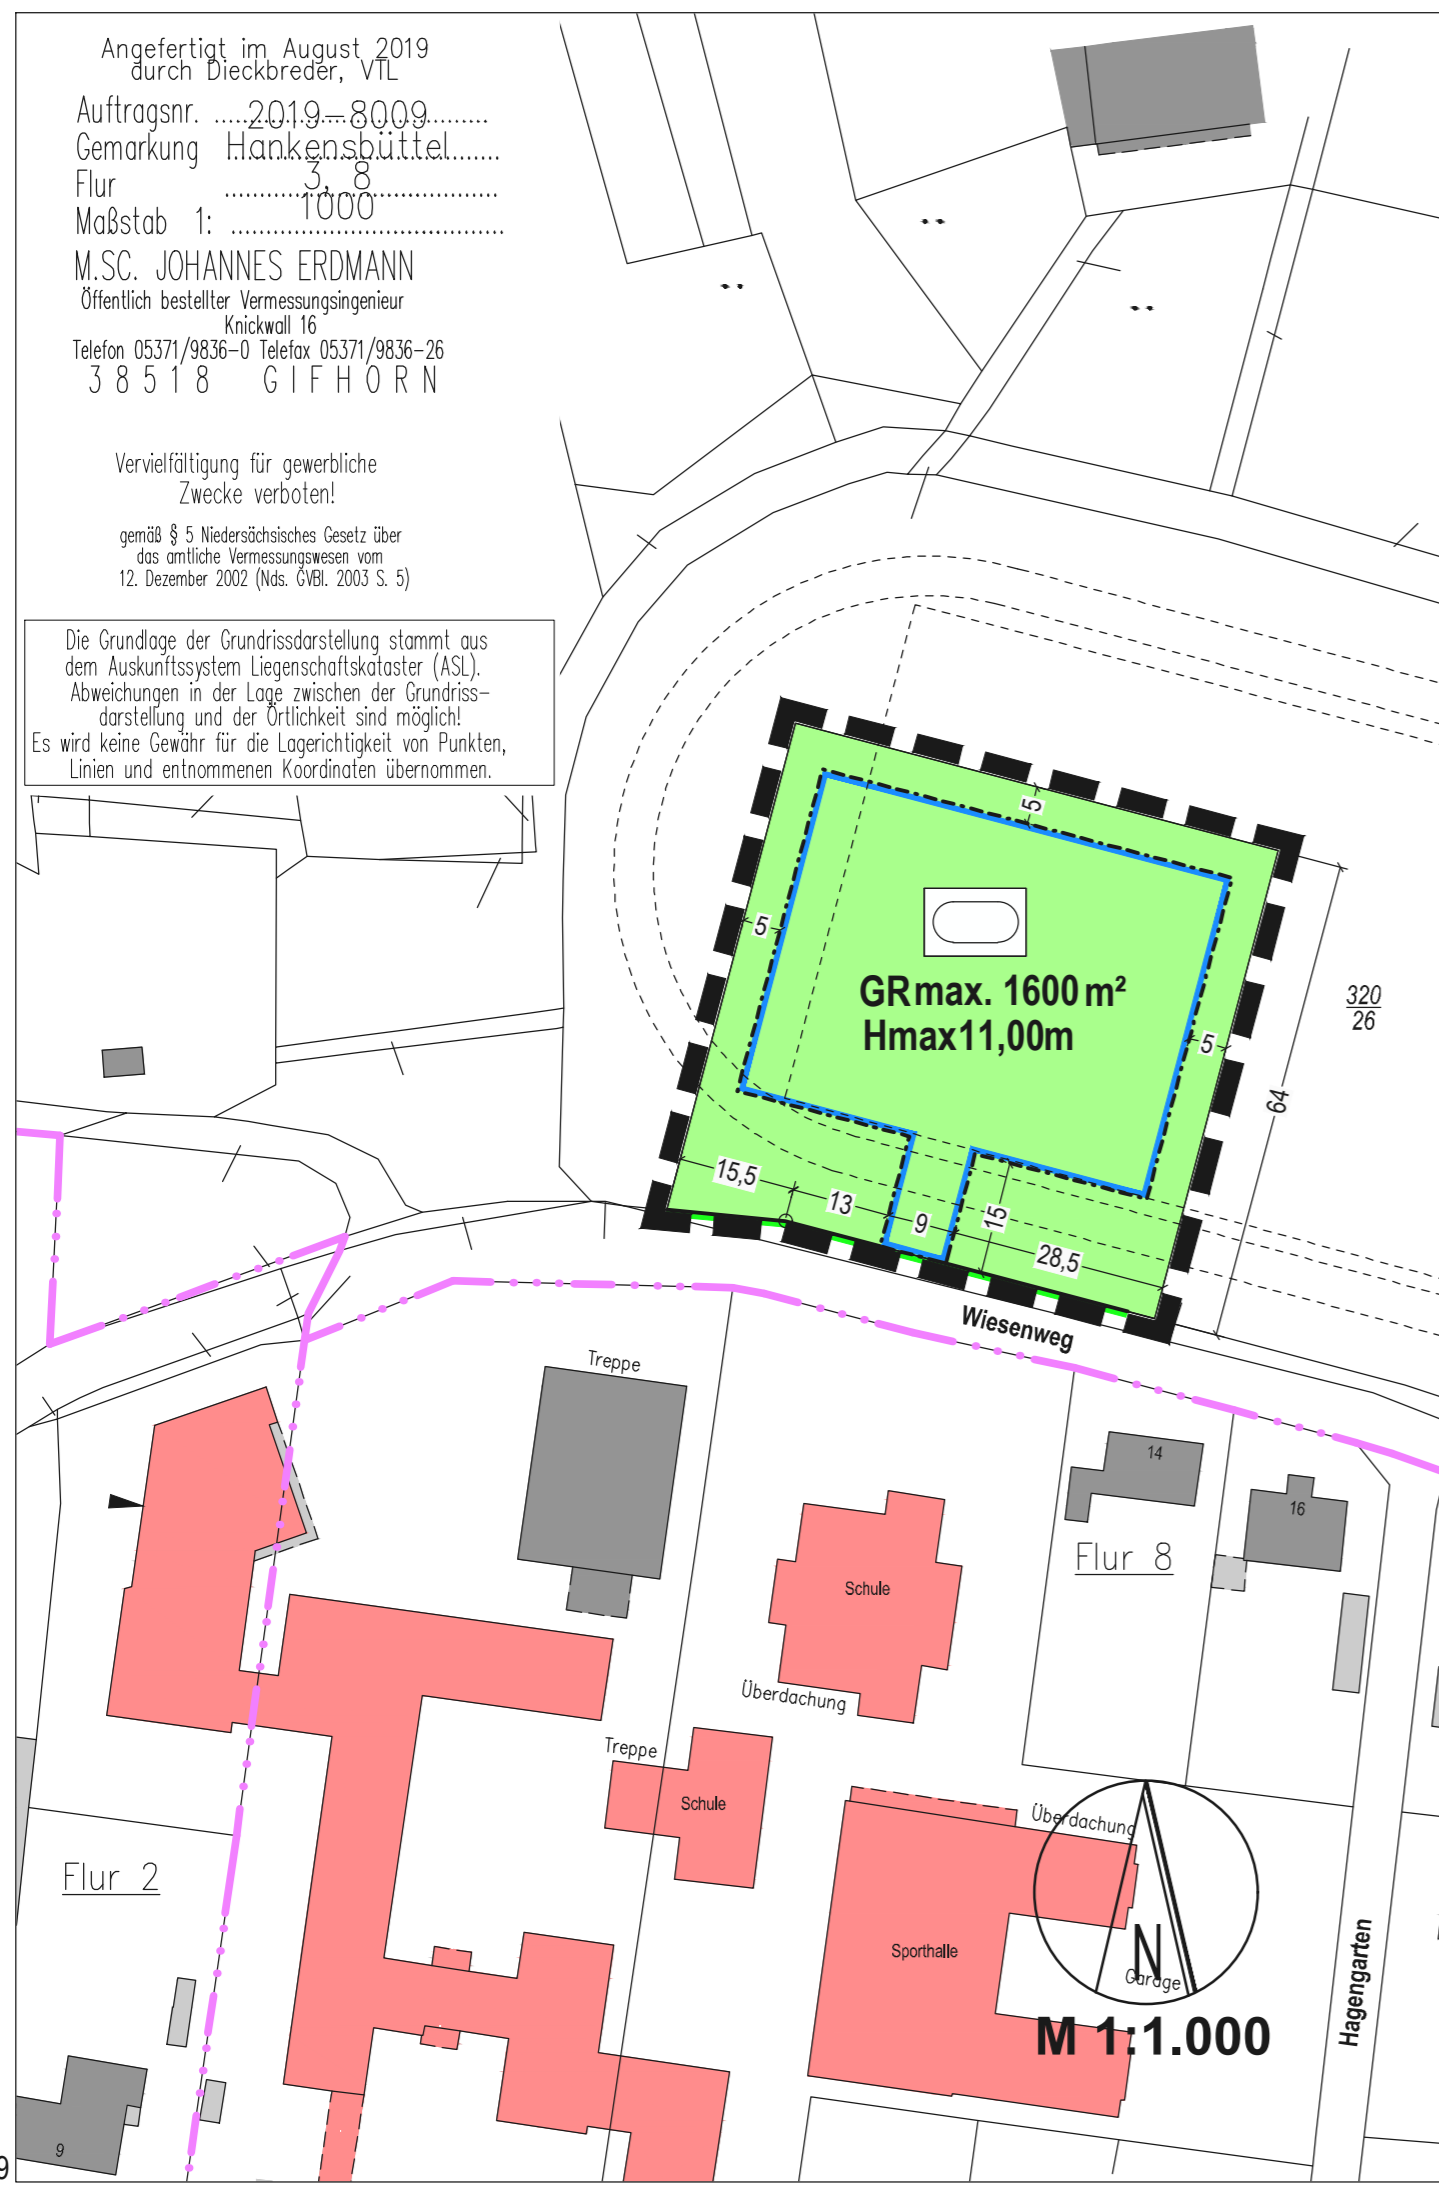 Angefertigt im August 2019
durch Dieckbreder, VTL
Auftragsnr. 2019-8009
Gemarkung Hankensbüttel
Flur 3, 8
Maßstab 1: 1000
M.SC. JOHANNES ERDMANN
Öffentlich bestellter Vermessungsingenieur
Knickwall 16
Telefon 05371/9836-0 Telefax 05371/9836-26
38518 GIFHORN
Vervielfältigung für gewerbliche
Zwecke verboten!
gemäß § 5 Niedersächsisches Gesetz über
das amtliche Vermessungswesen vom
12. Dezember 2002 (Nds. GVBl. 2003 S. 5)
Die Grundlage der Grundrissdarstellung stammt aus
dem Auskunftssystem Liegenschaftskataster (ASL).
Abweichungen in der Lage zwischen der Grundriss-
darstellung und der Örtlichkeit sind möglich!
Es wird keine Gewähr für die Lagerichtigkeit von Punkten,
Linien und entnommenen Koordinaten übernommen.
5
5
GRmax. 1600 m²
Hmax11,00m
5
320
26
64
15,5
13
9
15
28,5
Wiesenweg
Treppe
14
16
Flur 8
Schule
Überdachung
Treppe
Schule
Überdachung
Flur 2
Sporthalle
N
Garage
M 1:1.000
Hagengarten
9
9